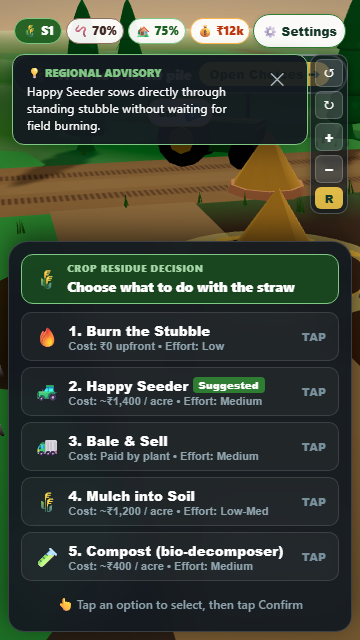 S1
70%
75%
₹12k
Settings
REGIONAL ADVISORY
Happy Seeder sows directly through
standing stubble without waiting for
field burning.
R
CROP RESIDUE DECISION
Choose what to do with the straw
1. Burn the Stubble
Cost: ₹0 upfront • Effort: Low
TAP
2. Happy Seeder Suggested
Cost: ~₹1,400 / acre • Effort: Medium
TAP
3. Bale & Sell
Cost: Paid by plant • Effort: Medium
TAP
4. Mulch into Soil
Cost: ~₹1,200 / acre • Effort: Low-Med
TAP
5. Compost (bio-decomposer)
Cost: ~₹400 / acre • Effort: Medium
TAP
Tap an option to select, then tap Confirm